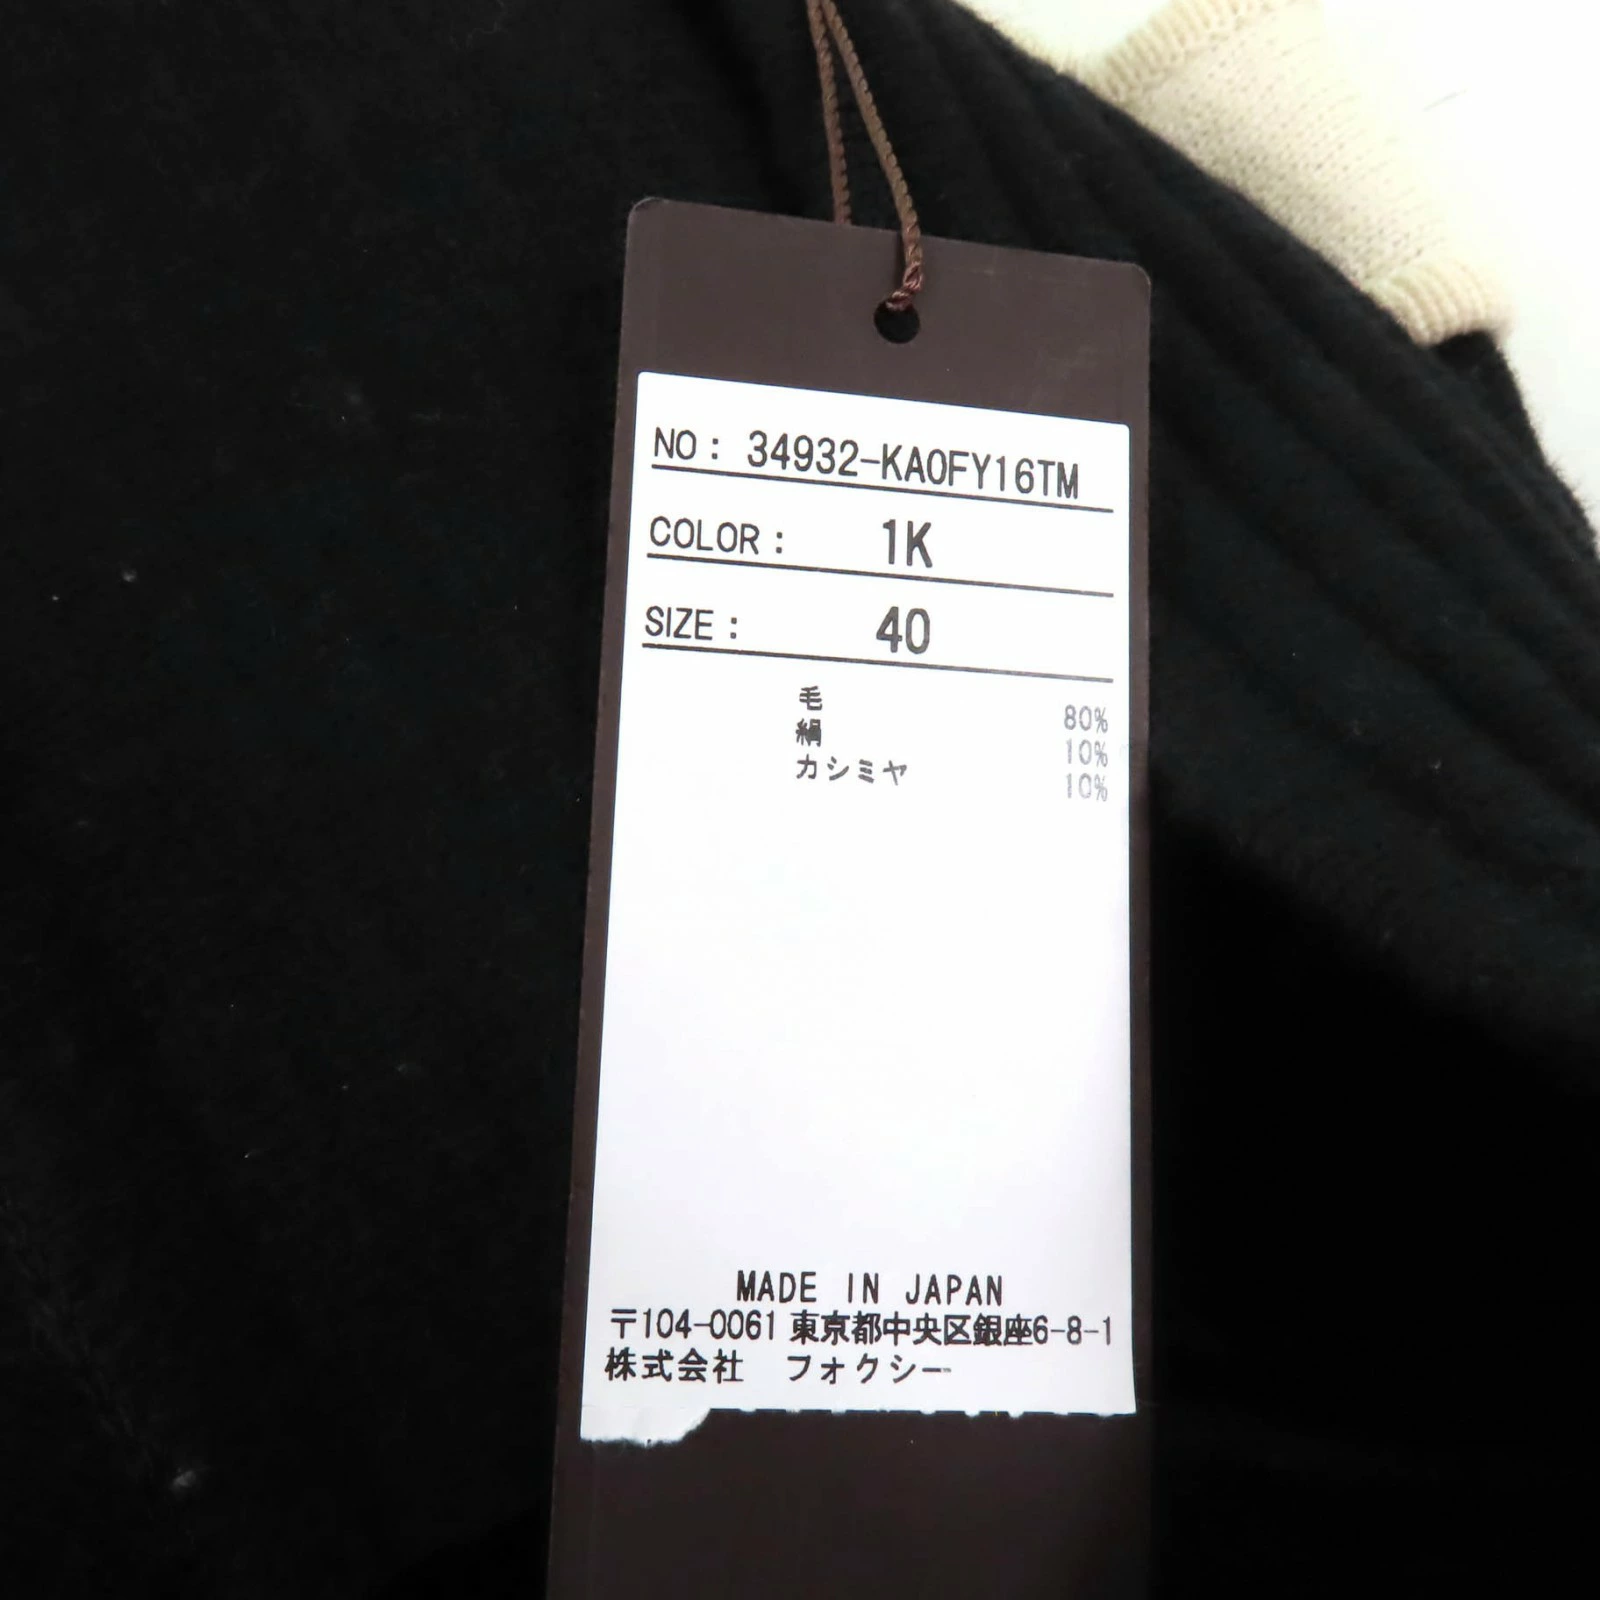 NO: 34932-KA0FY16TM
COLOR: 1K
SIZE: 40
毛 80%
絹 10%
カシミヤ 10%
MADE IN JAPAN
〒104-0061 東京都中央区銀座6-8-1
株式会社 フォクシー